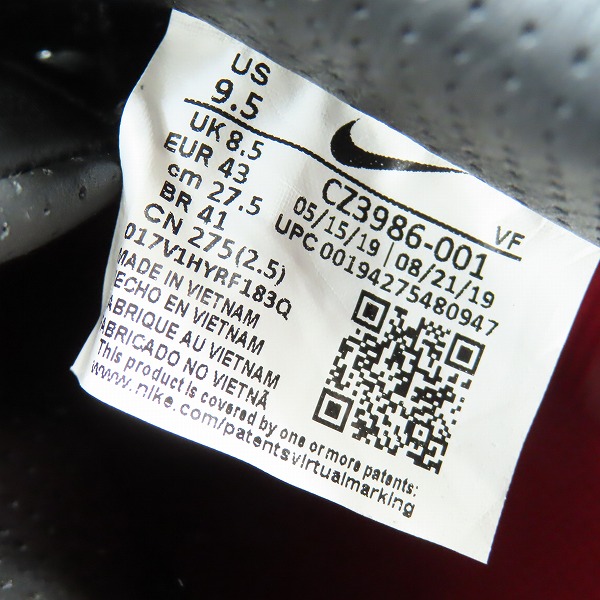 US
9.5
UK 8.5
EUR 43
cm 27.5
BR 41
CN 275(2.5)
017V1HYRF183Q
MADE IN VIETNAM
HECHO EN VIETNAM
FABRIQUE AU VIETNAM
FABRICADO NO VIETNÃ
This product is covered by one or more patents:
www.nike.com/patentsvirtualmarking
CZ3986-001
VF
05/15/19 | 08/21/19
UPC 00194275480947